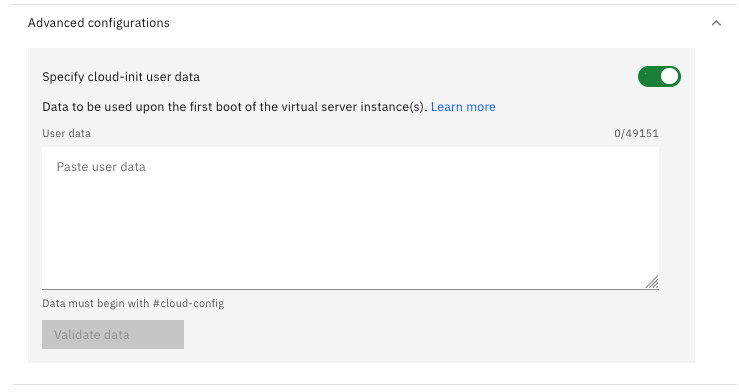 Advanced configurations
Specify cloud-init user data
Data to be used upon the first boot of the virtual server instance(s). Learn more
User data 0/49151
Paste user data
Data must begin with #cloud-config
Validate data